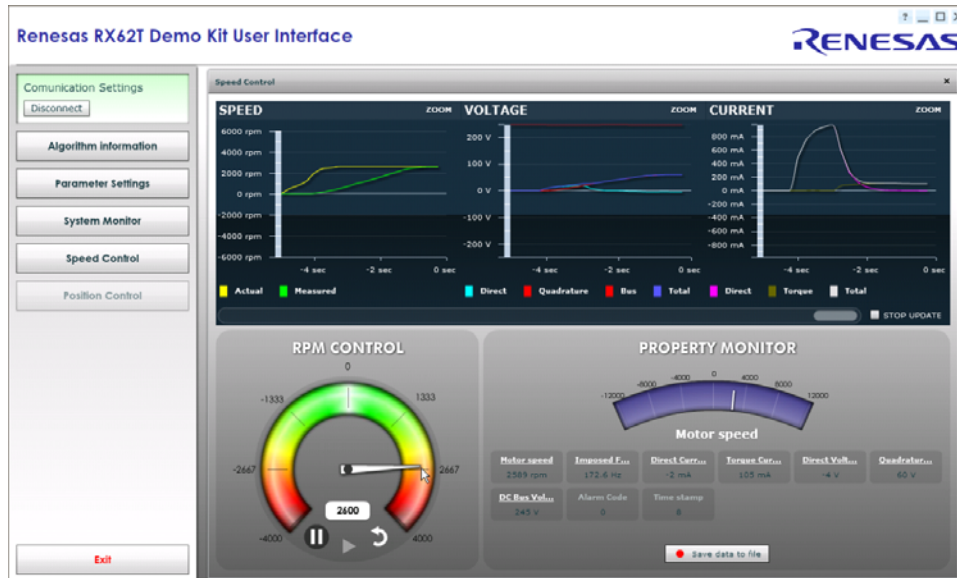 ? _ □ X
Renesas RX62T Demo Kit User Interface
RENESAS
Comunication Settings
Disconnect
Algorithm information
Parameter Settings
System Monitor
Speed Control
Position Control
Exit
Speed Control
x
SPEED ZOOM
6000 rpm
4000 rpm
2000 rpm
0 rpm
-2000 rpm
-4000 rpm
-6000 rpm
-4 sec -2 sec 0 sec
Actual Measured
VOLTAGE ZOOM
200 V
100 V
0 V
-100 V
-200 V
-4 sec -2 sec 0 sec
Direct Quadrature Bus Total
CURRENT ZOOM
800 mA
600 mA
400 mA
200 mA
0 mA
-200 mA
-400 mA
-600 mA
-800 mA
-4 sec -2 sec 0 sec
Direct Torque Total
STOP UPDATE
RPM CONTROL
0
-1333 1333
-2667 2667
-4000 4000
2600
PROPERTY MONITOR
-12000 -8000 -4000 0 4000 8000 12000
Motor speed
Motor speed Imposed F... Direct Curr... Torque Cur... Direct Volt... Quadratur...
2589 rpm 172.6 Hz -2 mA 105 mA -4 V 60 V
DC Bus Vol... Alarm Code Time stamp
245 V 0 8
Save data to file